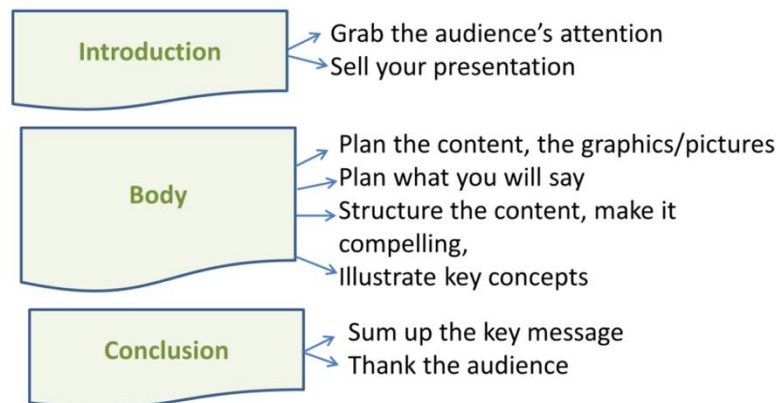 Introduction
Grab the audience's attention
Sell your presentation
Body
Plan the content, the graphics/pictures
Plan what you will say
Structure the content, make it
compelling,
Illustrate key concepts
Conclusion
Sum up the key message
Thank the audience